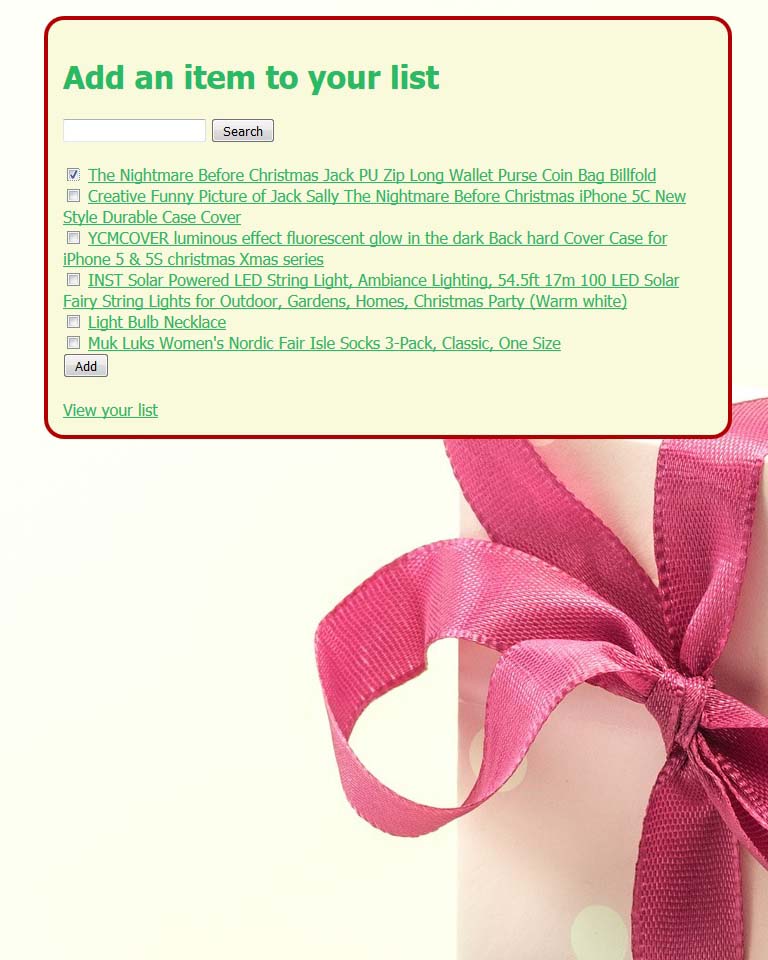 Add an item to your list
Search
The Nightmare Before Christmas Jack PU Zip Long Wallet Purse Coin Bag Billfold
Creative Funny Picture of Jack Sally The Nightmare Before Christmas iPhone 5C New
Style Durable Case Cover
YCMCOVER luminous effect fluorescent glow in the dark Back hard Cover Case for
iPhone 5 & 5S christmas Xmas series
INST Solar Powered LED String Light, Ambiance Lighting, 54.5ft 17m 100 LED Solar
Fairy String Lights for Outdoor, Gardens, Homes, Christmas Party (Warm white)
Light Bulb Necklace
Muk Luks Women's Nordic Fair Isle Socks 3-Pack, Classic, One Size
Add
View your list